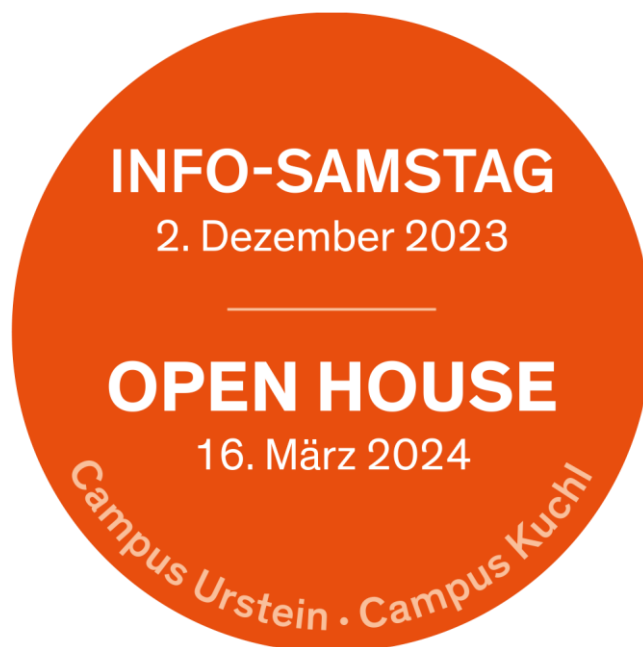 INFO-SAMSTAG
2. Dezember 2023
OPEN HOUSE
16. März 2024
Campus Urstein · Campus Kuchl